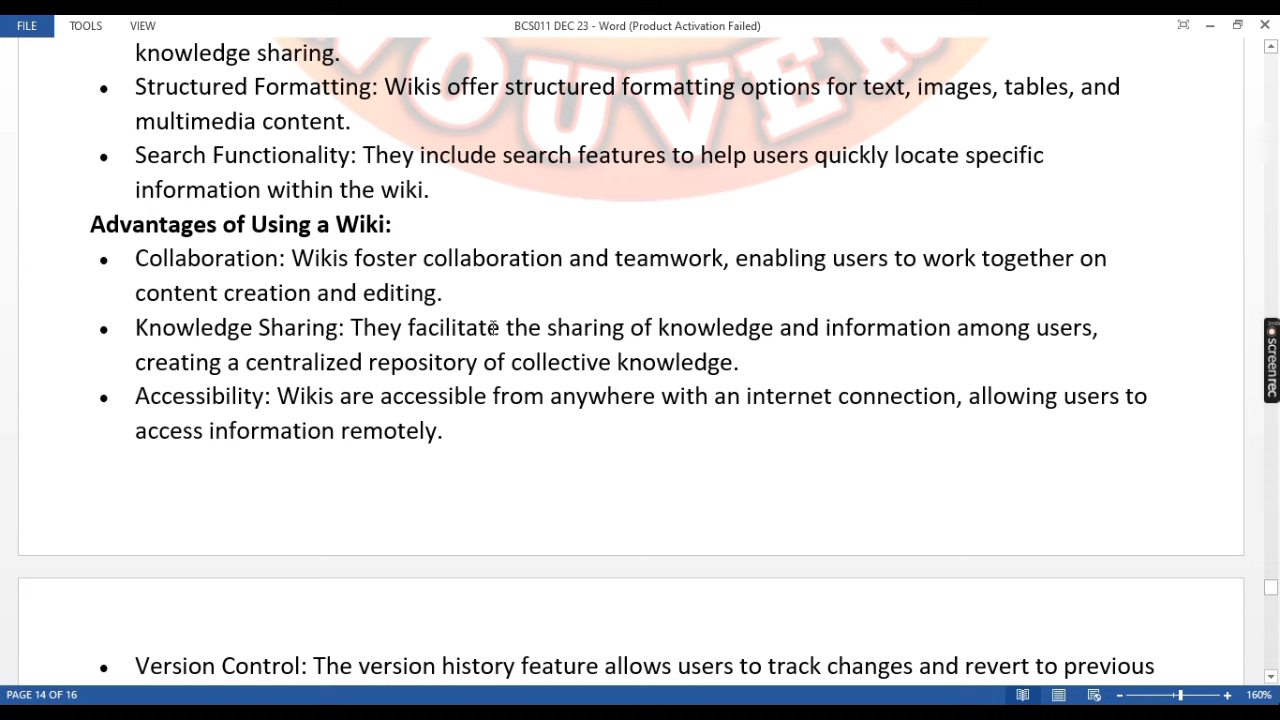 FILE TOOLS VIEW BCS011 DEC 23 - Word (Product Activation Failed)
knowledge sharing.
• Structured Formatting: Wikis offer structured formatting options for text, images, tables, and
multimedia content.
• Search Functionality: They include search features to help users quickly locate specific
information within the wiki.
Advantages of Using a Wiki:
• Collaboration: Wikis foster collaboration and teamwork, enabling users to work together on
content creation and editing.
• Knowledge Sharing: They facilitate the sharing of knowledge and information among users,
creating a centralized repository of collective knowledge.
• Accessibility: Wikis are accessible from anywhere with an internet connection, allowing users to
access information remotely.
• Version Control: The version history feature allows users to track changes and revert to previous
PAGE 14 OF 16 160%
screenrec